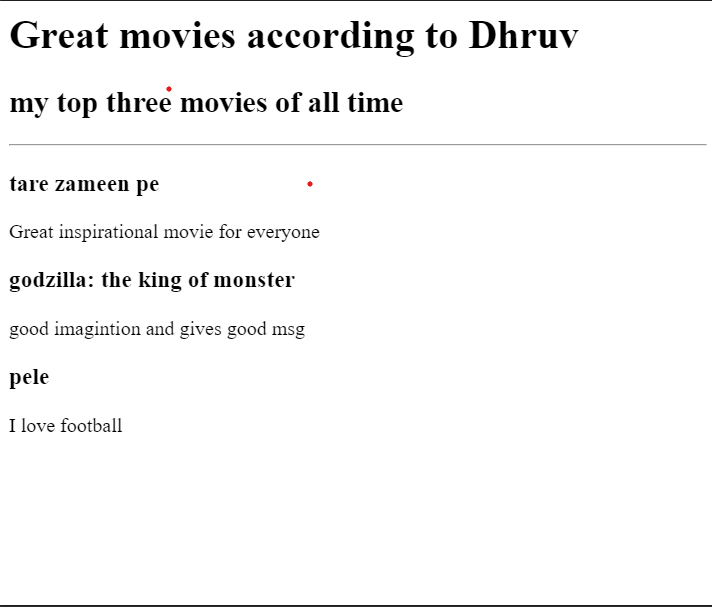 Great movies according to Dhruv
my top three movies of all time
tare zameen pe
Great inspirational movie for everyone
godzilla: the king of monster
good imagintion and gives good msg
pele
I love football